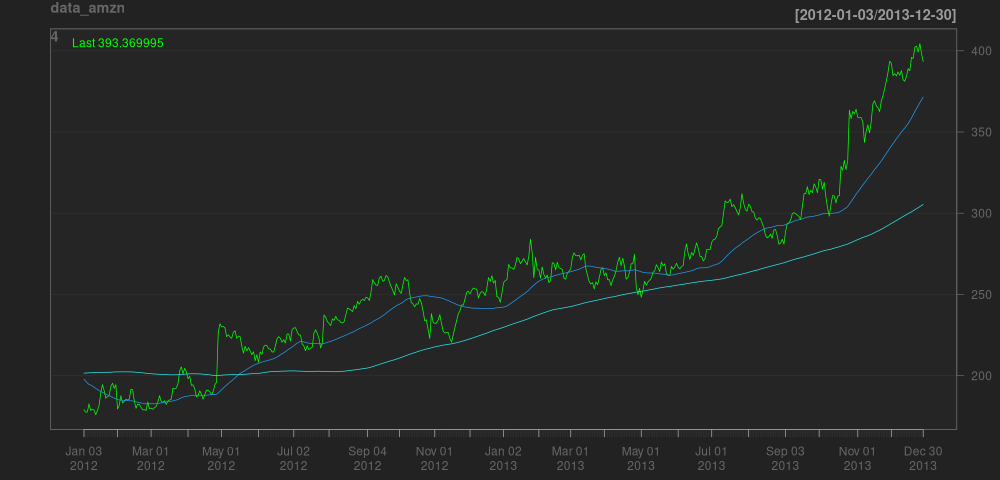 data_amzn
[2012-01-03/2013-12-30]
4
Last 393.369995
400
350
300
250
200
Jan 03 Mar 01 May 01 Jul 02 Sep 04 Nov 01 Jan 02 Mar 01 May 01 Jul 01 Sep 03 Nov 01 Dec 30
2012 2012 2012 2012 2012 2012 2013 2013 2013 2013 2013 2013 2013